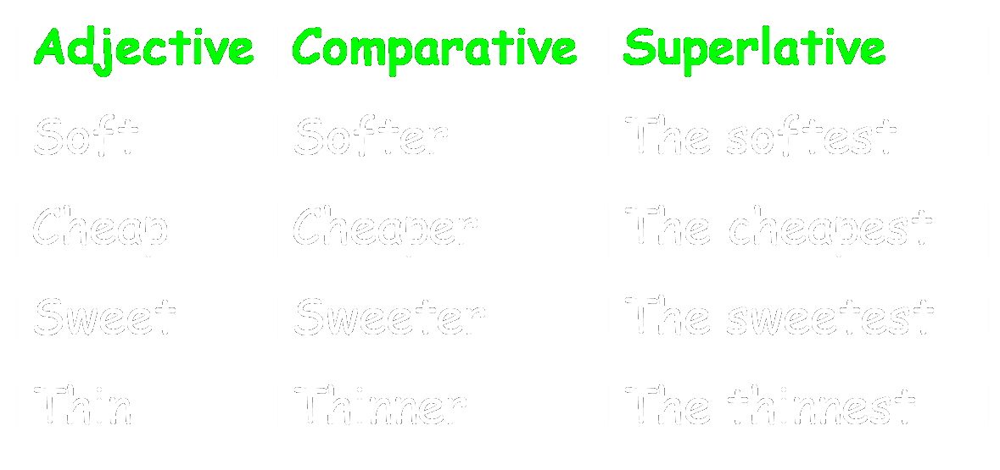 Adjective Comparative Superlative
Soft Softer The softest
Cheap Cheaper The cheapest
Sweet Sweeter The sweetest
Thin Thinner The thinnest